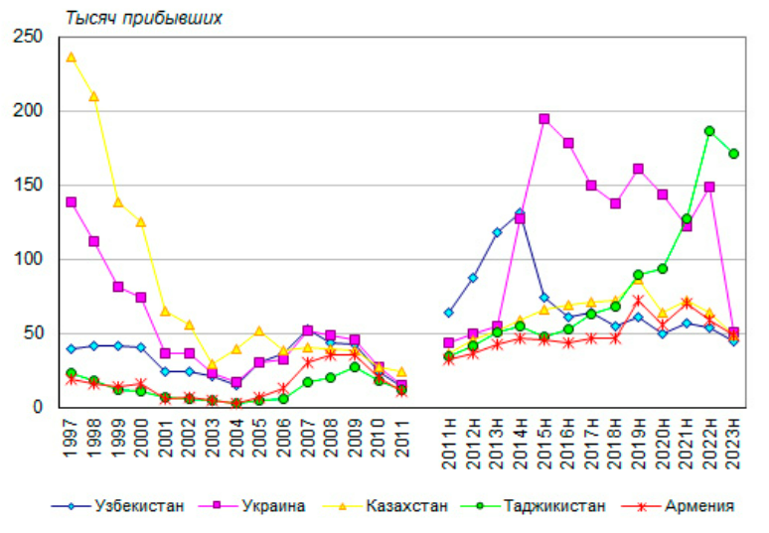 Тысяч прибывших
250
200
150
100
50
0
1997 1998 1999 2000 2001 2002 2003 2004 2005 2006 2007 2008 2009 2010 2011 2011н 2012н 2013н 2014н 2015н 2016н 2017н 2018н 2019н 2020н 2021н 2022н 2023н
Узбекистан Украина Казахстан Таджикистан Армения